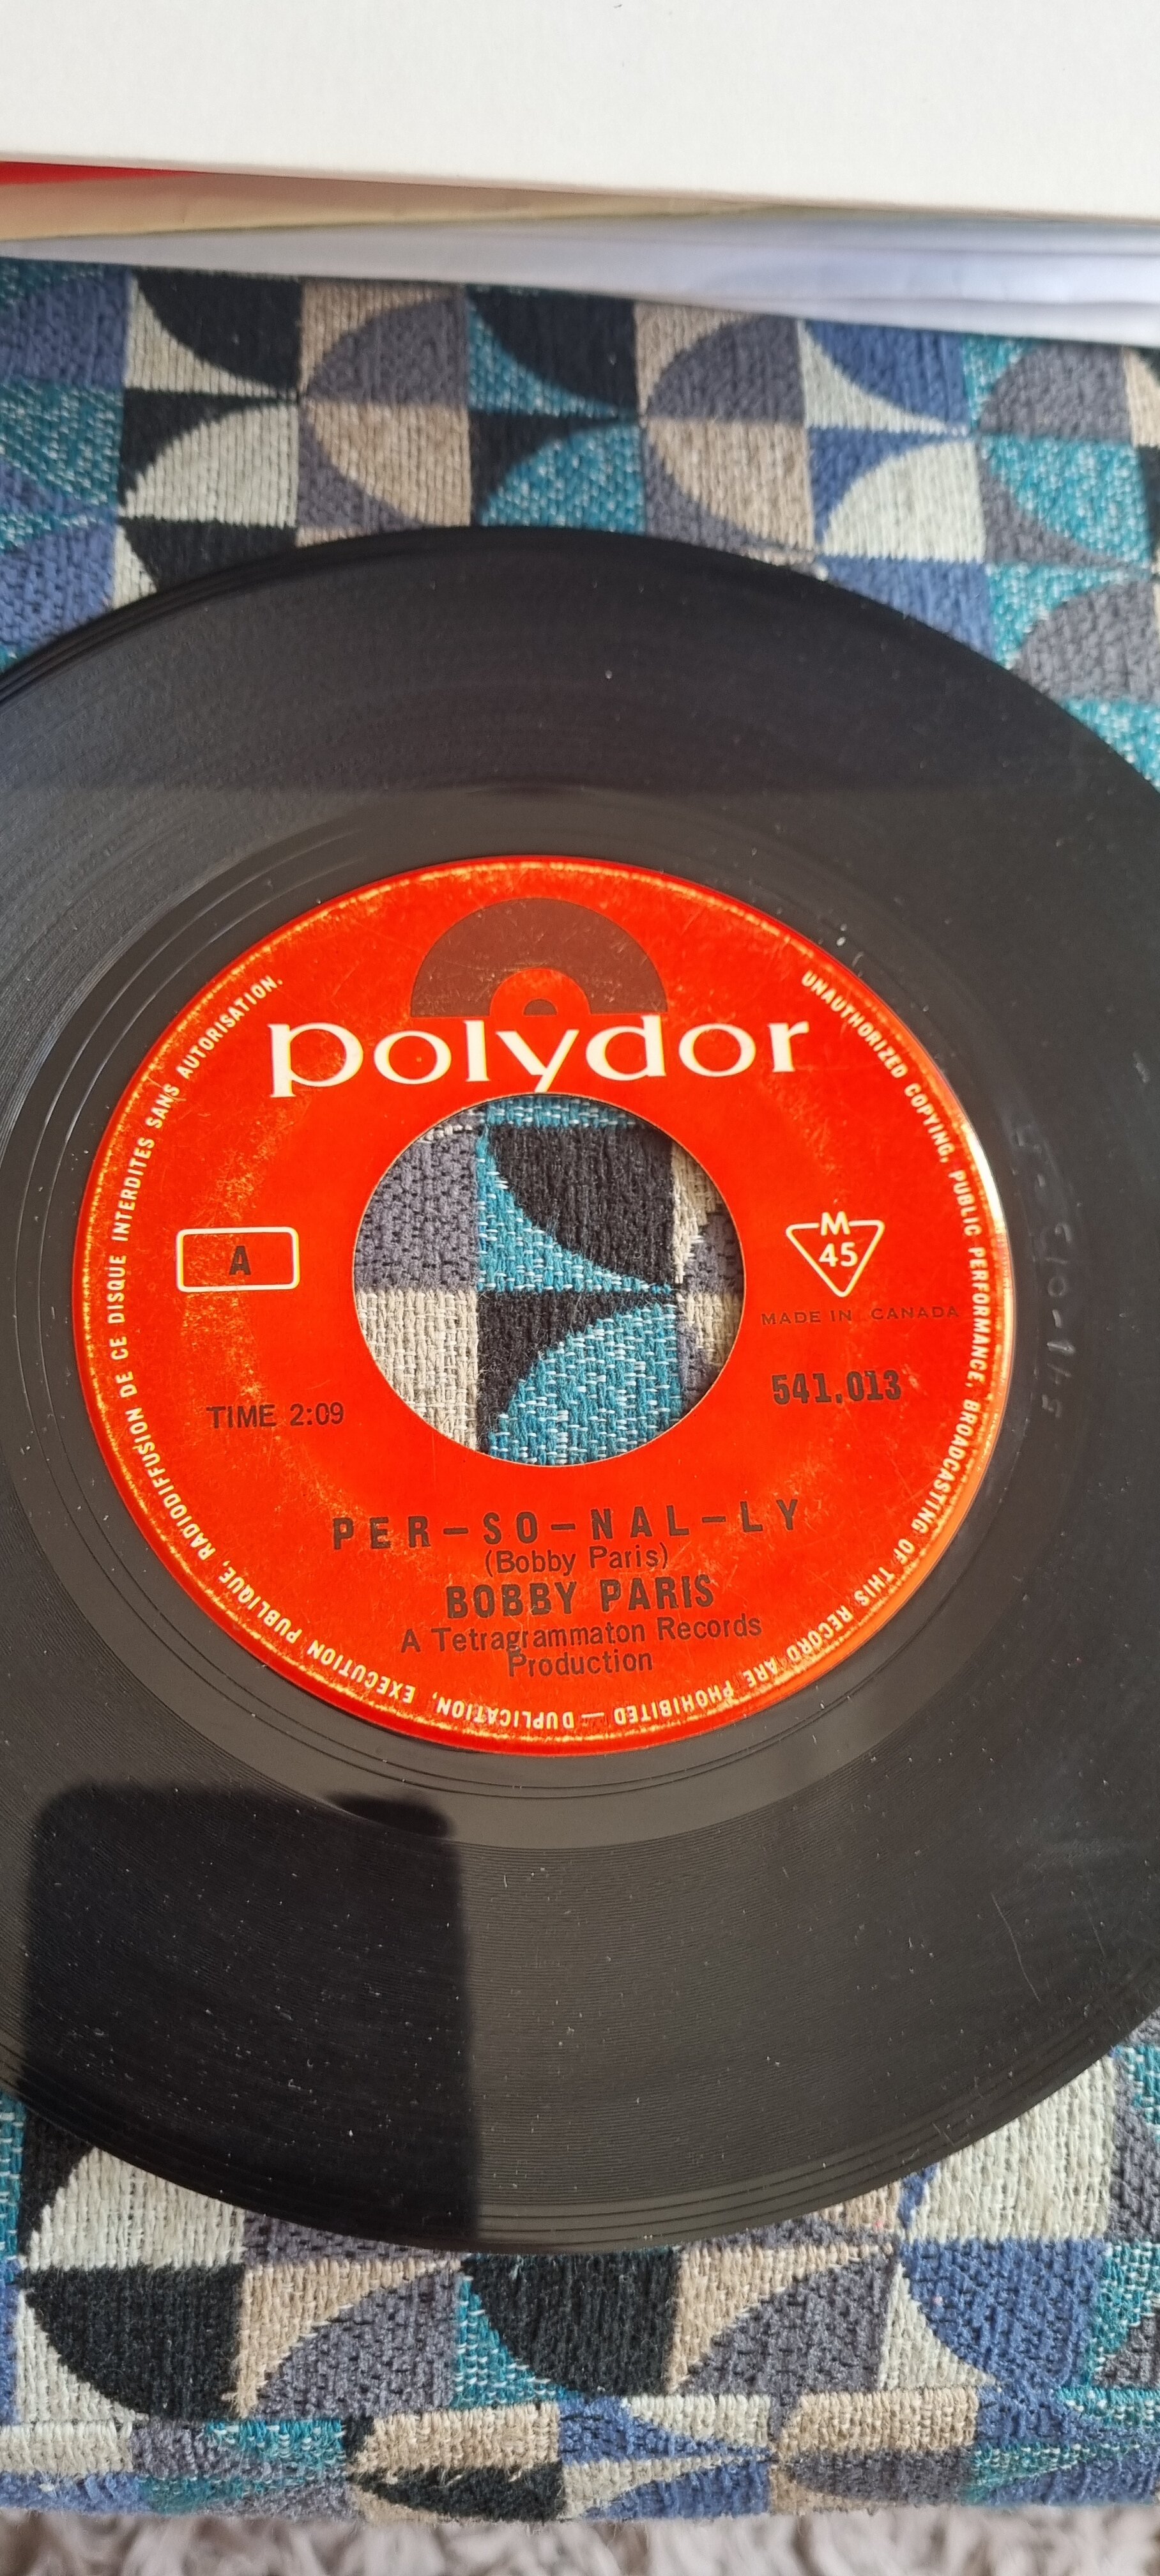 polydor
UNAUTHORIZED COPYING, PUBLIC PERFORMANCE, BROADCASTING OF THIS RECORD ARE PROHIBITED — DUPLICATION, EXECUTION PUBLIQUE, RADIODIFFUSION DE CE DISQUE INTERDITES SANS AUTORISATION.
A
M
45
MADE IN CANADA
541,013
TIME 2:09
PER-SO-NAL-LY
(Bobby Paris)
BOBBY PARIS
A Tetragrammaton Records
Production